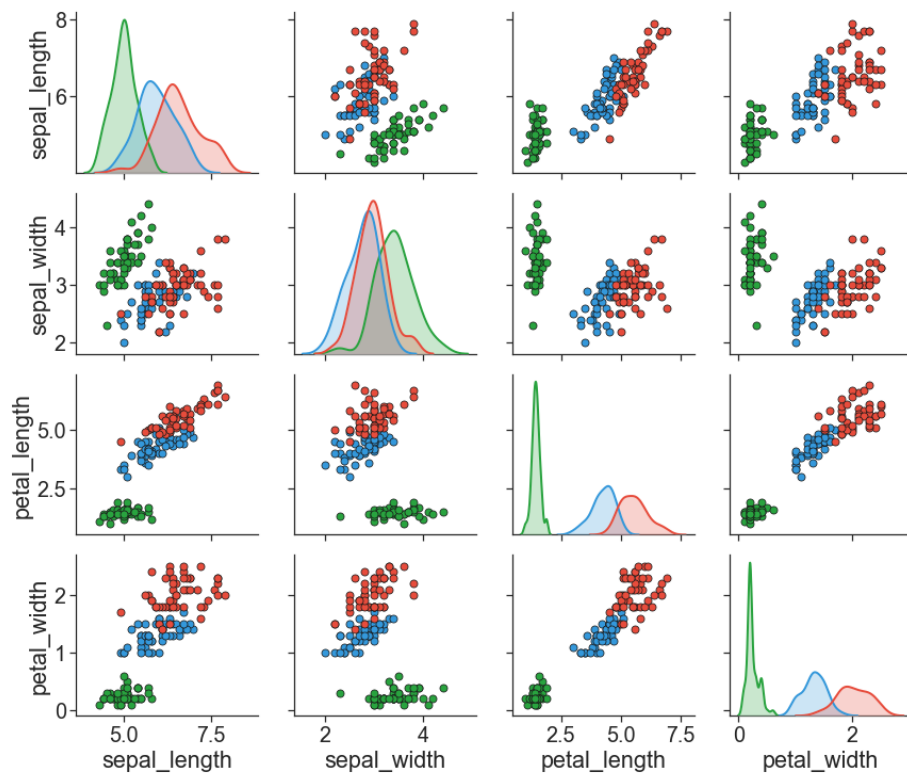 8
6
sepal_length
4
3
2
sepal_width
5.0
2.5
petal_length
2
1
0
petal_width
5.0 7.5
2 4
2.5 5.0 7.5
0 2
sepal_length
sepal_width
petal_length
petal_width